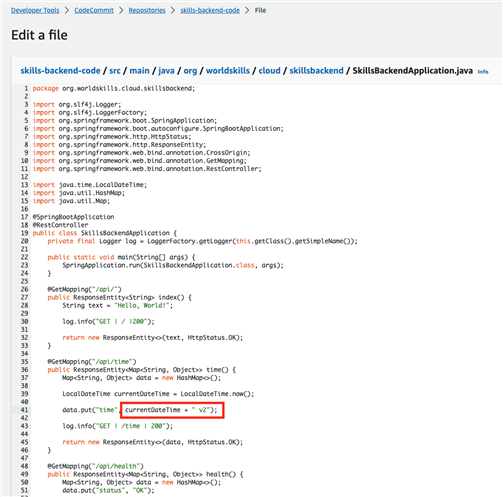 Developer Tools > CodeCommit > Repositories > skills-backend-code > File
Edit a file
skills-backend-code / src / main / java / org / worldskills / cloud / skillsbackend / SkillsBackendApplication.java Info
1 package org.worldskills.cloud.skillsbackend;
2
3 import org.slf4j.Logger;
4 import org.slf4j.LoggerFactory;
5 import org.springframework.boot.SpringApplication;
6 import org.springframework.boot.autoconfigure.SpringBootApplication;
7 import org.springframework.http.HttpStatus;
8 import org.springframework.http.ResponseEntity;
9 import org.springframework.web.bind.annotation.CrossOrigin;
10 import org.springframework.web.bind.annotation.GetMapping;
11 import org.springframework.web.bind.annotation.RestController;
12
13 import java.time.LocalDateTime;
14 import java.util.HashMap;
15 import java.util.Map;
16
17 @SpringBootApplication
18 @RestController
19 public class SkillsBackendApplication {
20 private final Logger log = LoggerFactory.getLogger(this.getClass().getSimpleName());
21
22 public static void main(String[] args) {
23 SpringApplication.run(SkillsBackendApplication.class, args);
24 }
25
26 @GetMapping("/api/")
27 public ResponseEntity<String> index() {
28 String text = "Hello, World!";
29
30 log.info("GET | / |200");
31
32 return new ResponseEntity<>(text, HttpStatus.OK);
33 }
34
35 @GetMapping("/api/time")
36 public ResponseEntity<Map<String, Object>> time() {
37 Map<String, Object> data = new HashMap<>();
38
39 LocalDateTime currentDateTime = LocalDateTime.now();
40
41 data.put("time", currentDateTime + " v2");
42
43 log.info("GET | /time | 200");
44
45 return new ResponseEntity<>(data, HttpStatus.OK);
46 }
47
48 @GetMapping("/api/health")
49 public ResponseEntity<Map<String, Object>> health() {
50 Map<String, Object> data = new HashMap<>();
51 data.put("status", "OK");
52